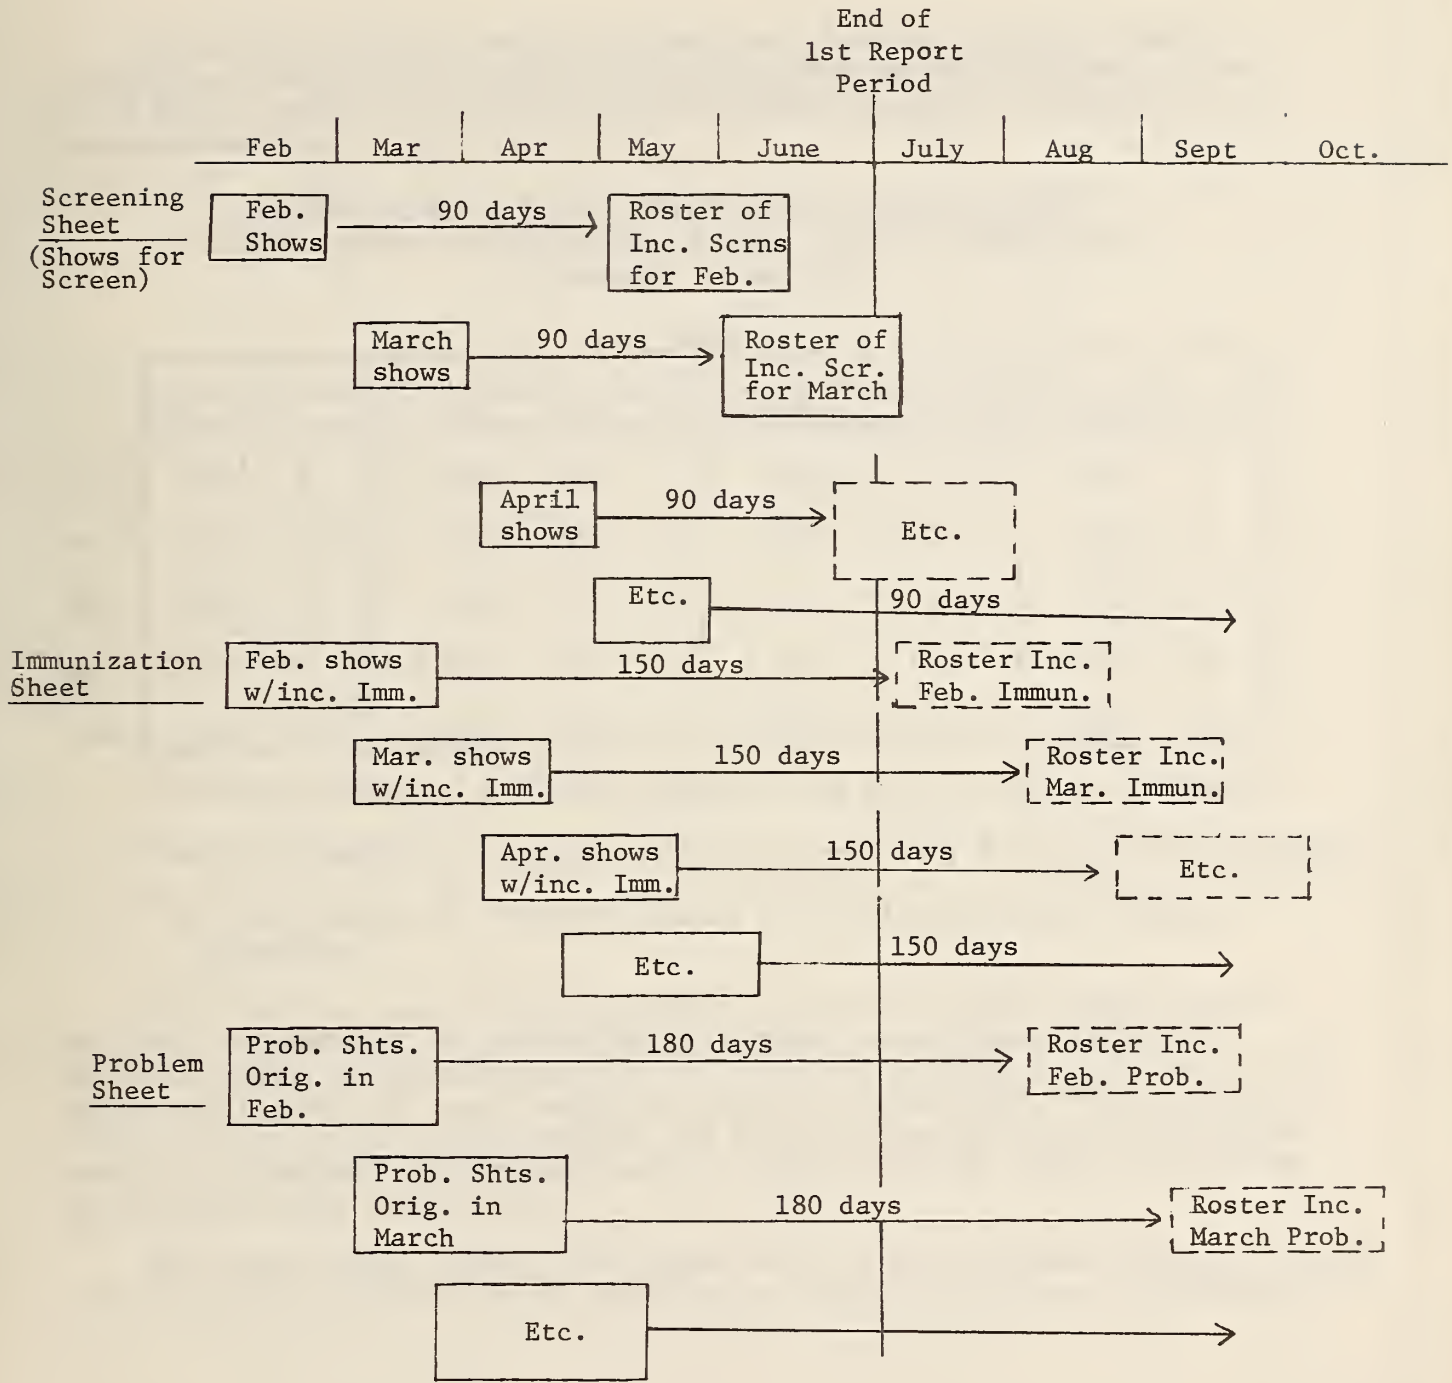 End of
1st Report
Period
Feb Mar Apr May June July Aug Sept Oct.
Screening
Sheet
(Shows for
Screen)
Feb.
Shows
90 days
Roster of
Inc. Scrns
for Feb.
March
shows
90 days
Roster of
Inc. Scr.
for March
April
shows
90 days
Etc.
Etc.
90 days
Immunization
Sheet
Feb. shows
w/inc. Imm.
150 days
Roster Inc.
Feb. Immun.
Mar. shows
w/inc. Imm.
150 days
Roster Inc.
Mar. Immun.
Apr. shows
w/inc. Imm.
150 days
Etc.
Etc.
150 days
Problem
Sheet
Prob. Shts.
Orig. in
Feb.
180 days
Roster Inc.
Feb. Prob.
Prob. Shts.
Orig. in
March
180 days
Roster Inc.
March Prob.
Etc.